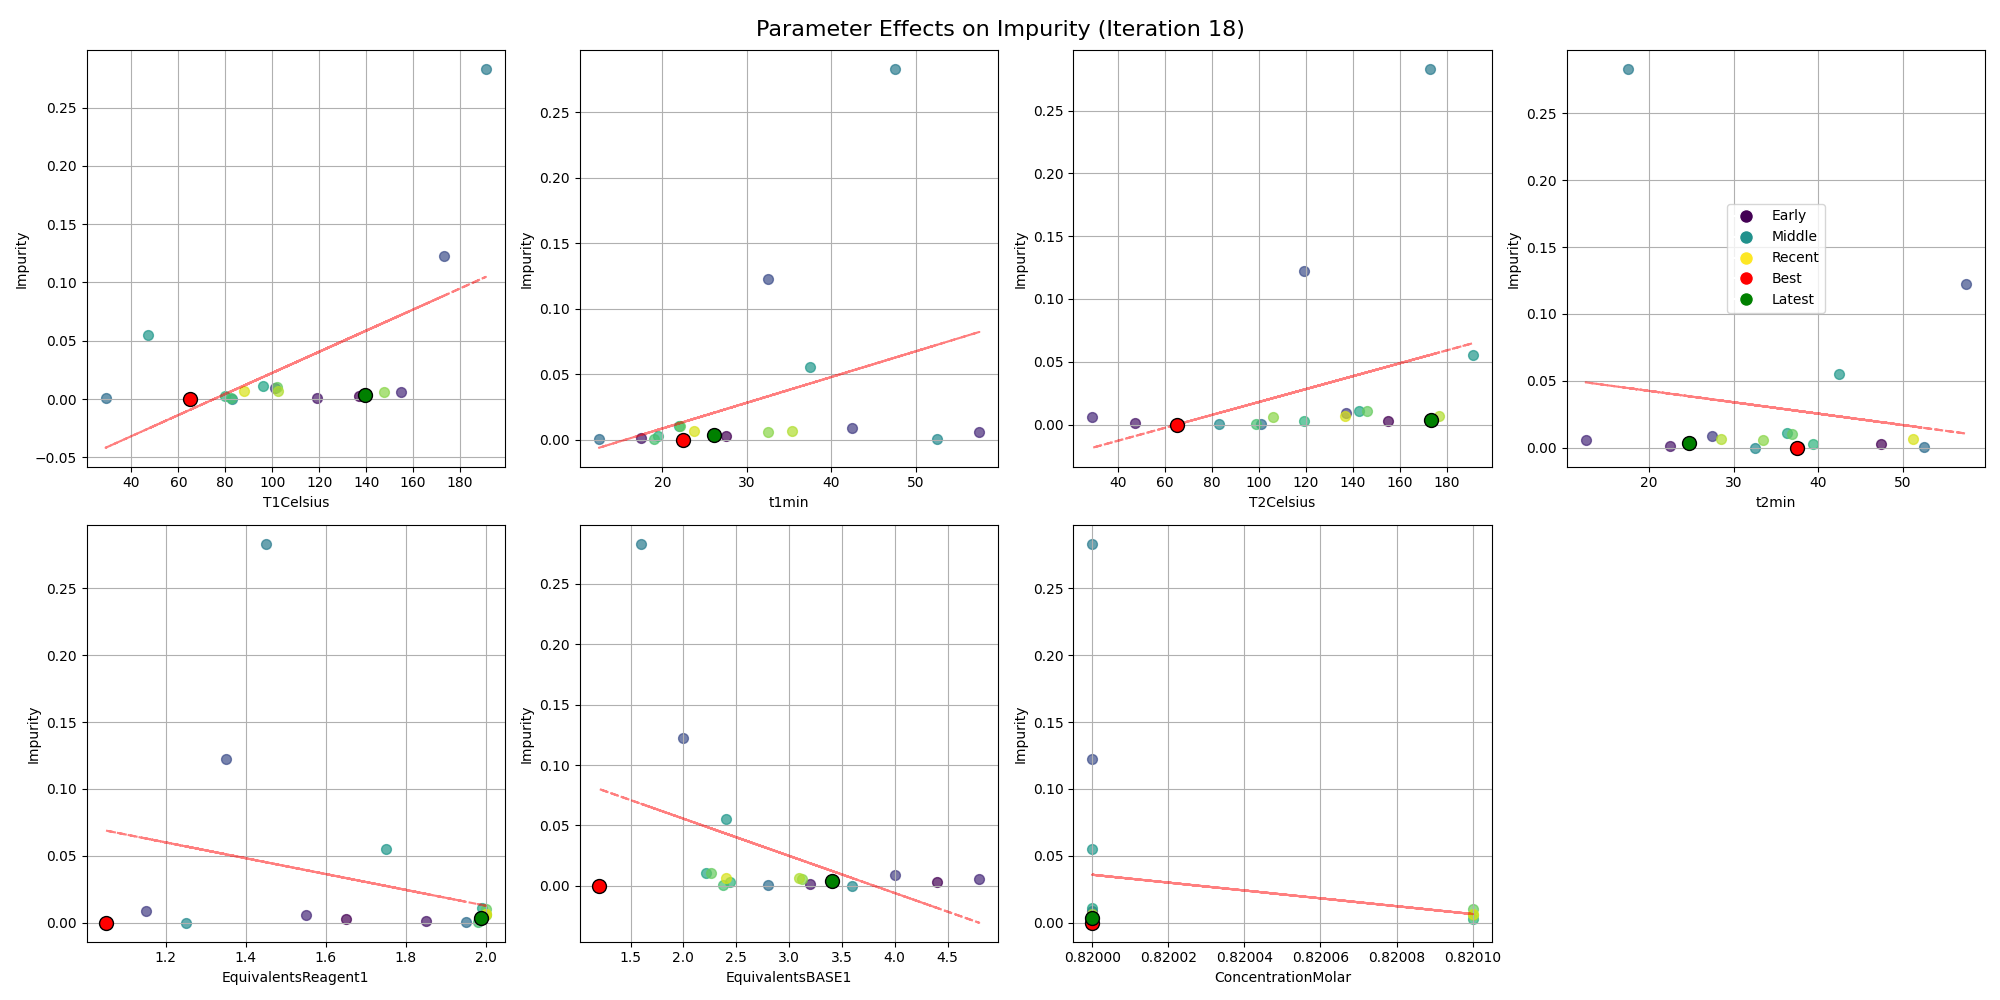 Parameter Effects on Impurity (Iteration 18)
Impurity
0.25
0.20
0.15
0.10
0.05
0.00
−0.05
40 60 80 100 120 140 160 180
T1Celsius
Impurity
0.25
0.20
0.15
0.10
0.05
0.00
20 30 40 50
t1min
Impurity
0.25
0.20
0.15
0.10
0.05
0.00
40 60 80 100 120 140 160 180
T2Celsius
Impurity
0.25
0.20
0.15
0.10
0.05
0.00
20 30 40 50
t2min
Early
Middle
Recent
Best
Latest
Impurity
0.25
0.20
0.15
0.10
0.05
0.00
1.2 1.4 1.6 1.8 2.0
EquivalentsReagent1
Impurity
0.25
0.20
0.15
0.10
0.05
0.00
1.5 2.0 2.5 3.0 3.5 4.0 4.5
EquivalentsBASE1
Impurity
0.25
0.20
0.15
0.10
0.05
0.00
0.82000 0.82002 0.82004 0.82006 0.82008 0.82010
ConcentrationMolar